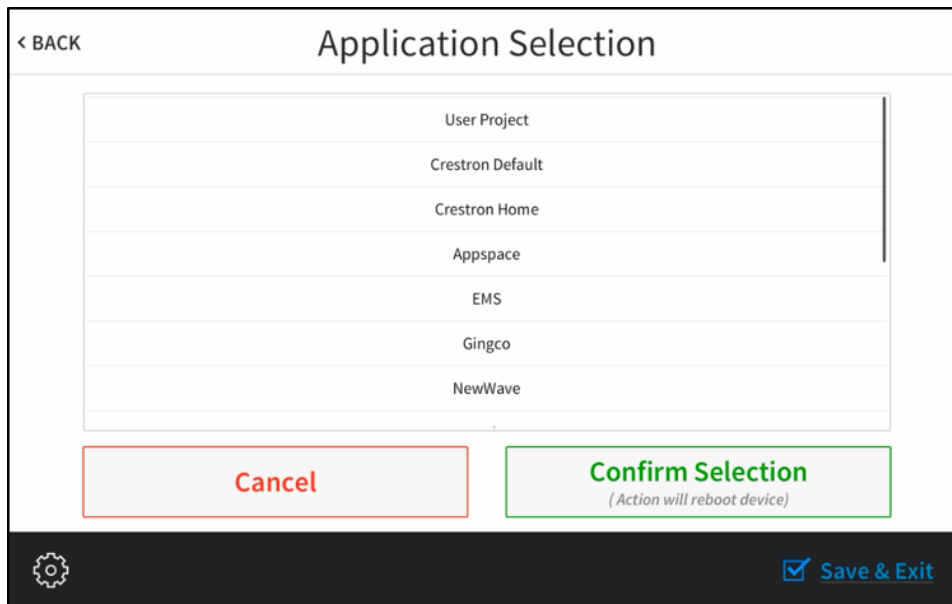 < BACK
Application Selection
User Project
Crestron Default
Crestron Home
Appspace
EMS
Gingco
NewWave
Cancel
Confirm Selection
( Action will reboot device)
Save & Exit